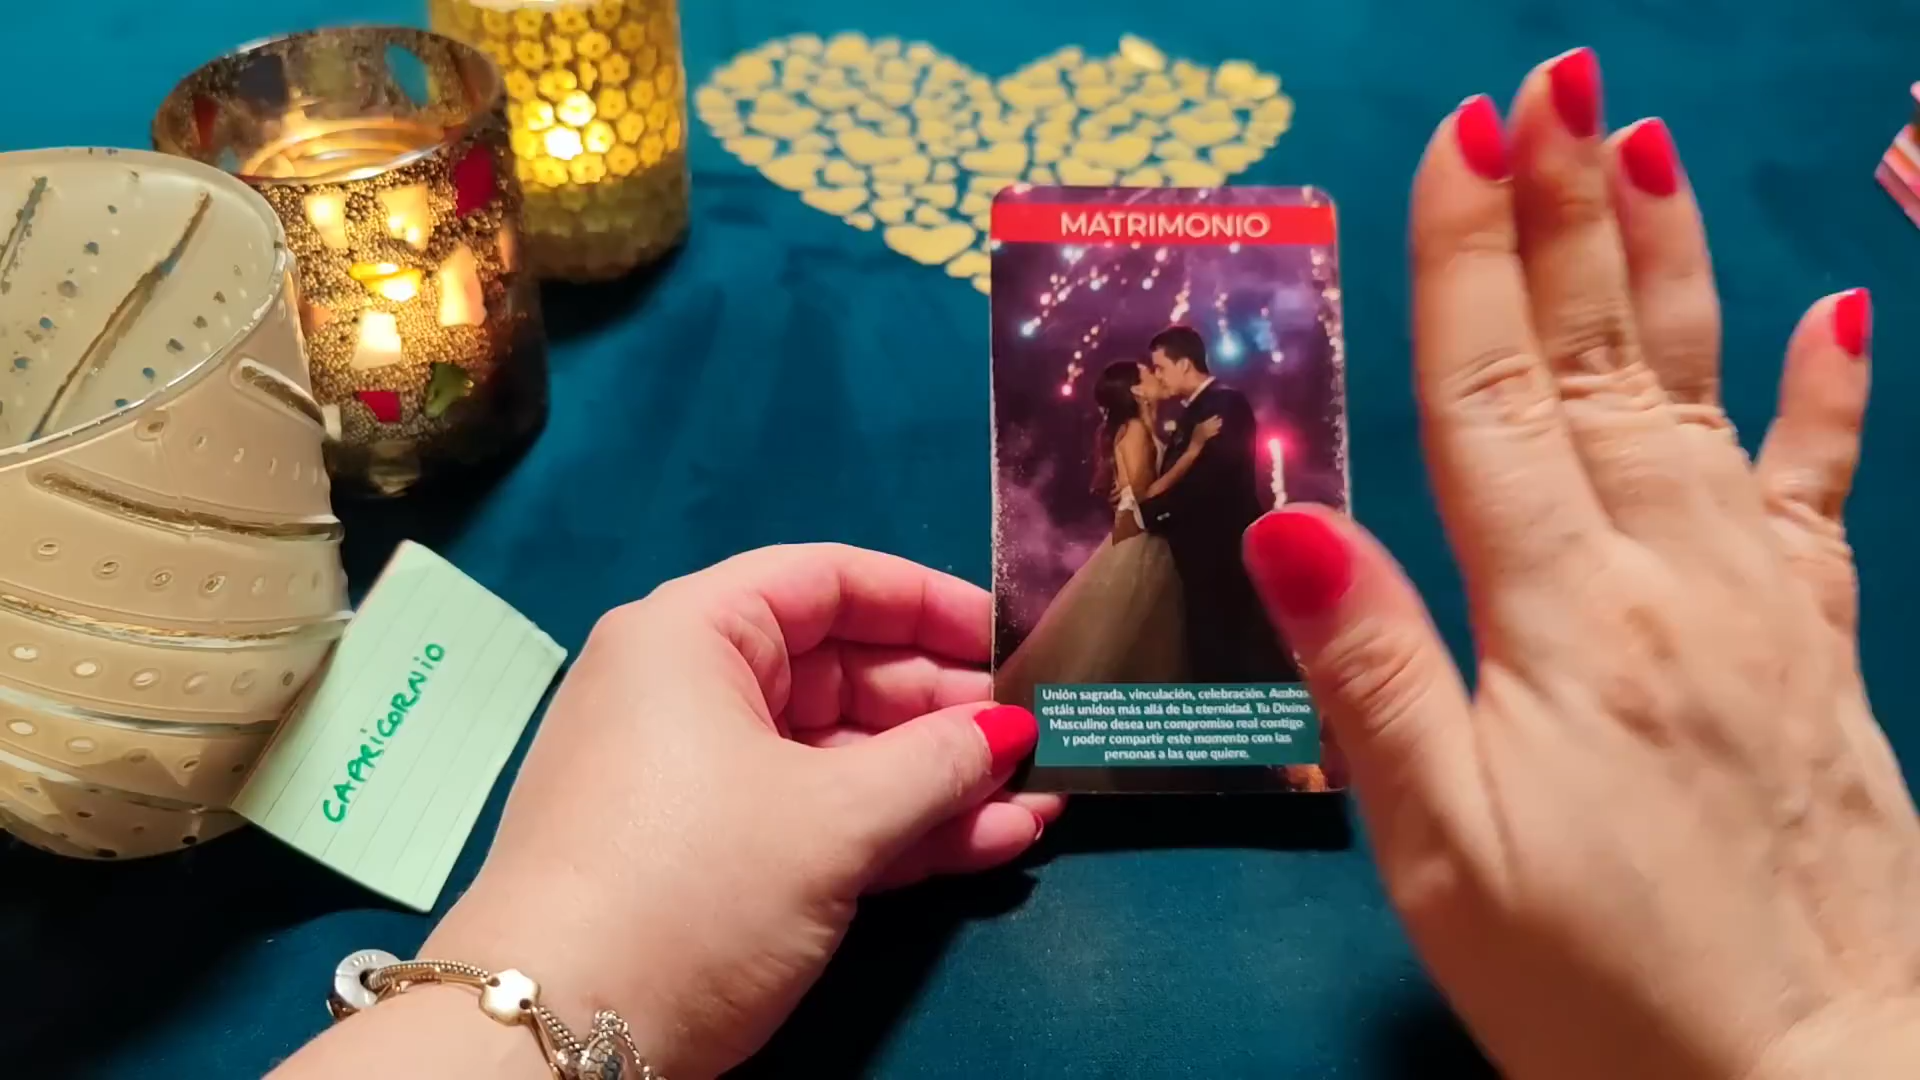 MATRIMONIO
Unión sagrada, vinculación, celebración. Ambos
estáis unidos más allá de la eternidad. Tu Divino
Masculino desea un compromiso real contigo
y poder compartir este momento con las
personas a las que quiere.
CAPRICORNIO